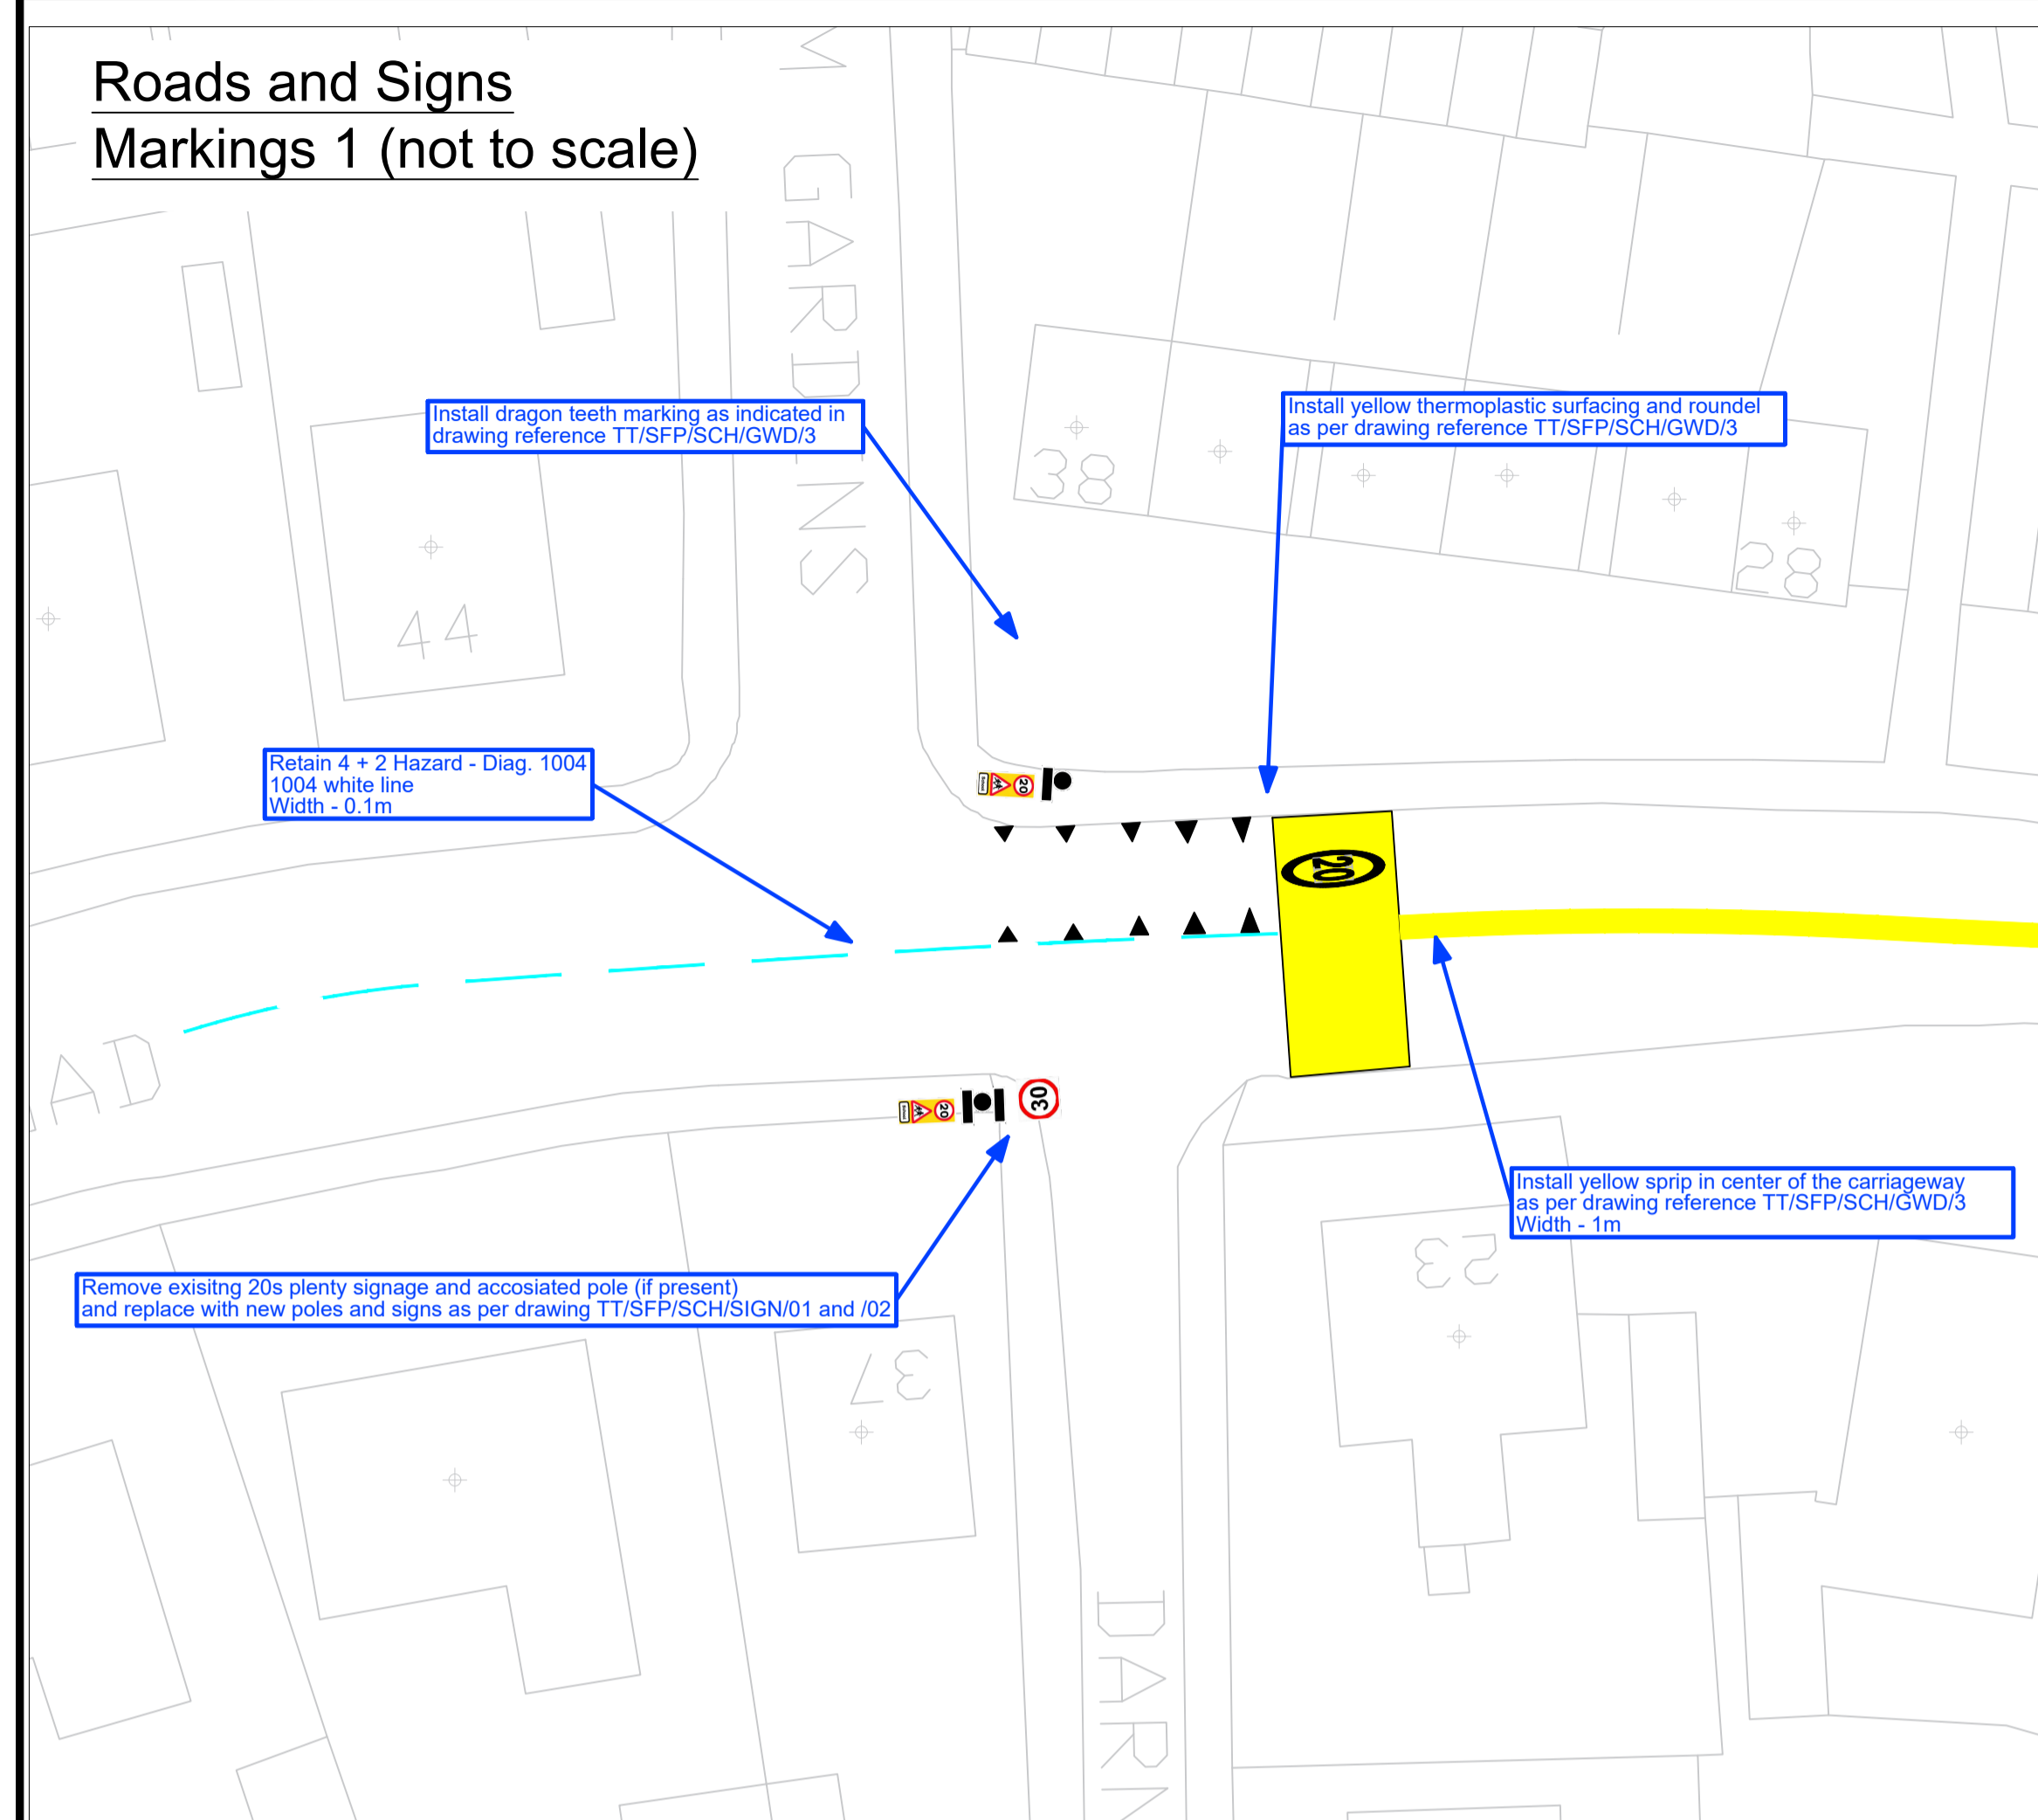 Roads and Signs
Markings 1 (not to scale)
M
GARDENS
Install dragon teeth marking as indicated in
drawing reference TT/SFP/SCH/GWD/3
Install yellow thermoplastic surfacing and roundel
as per drawing reference TT/SFP/SCH/GWD/3
38
28
44
Retain 4 + 2 Hazard - Diag. 1004
1004 white line
Width - 0.1m
School
20
20
AD
School
20
30
Install yellow sprip in center of the carriageway
as per drawing reference TT/SFP/SCH/GWD/3
Width - 1m
23
Remove exisitng 20s plenty signage and accosiated pole (if present)
and replace with new poles and signs as per drawing TT/SFP/SCH/SIGN/01 and /02
37
DARN